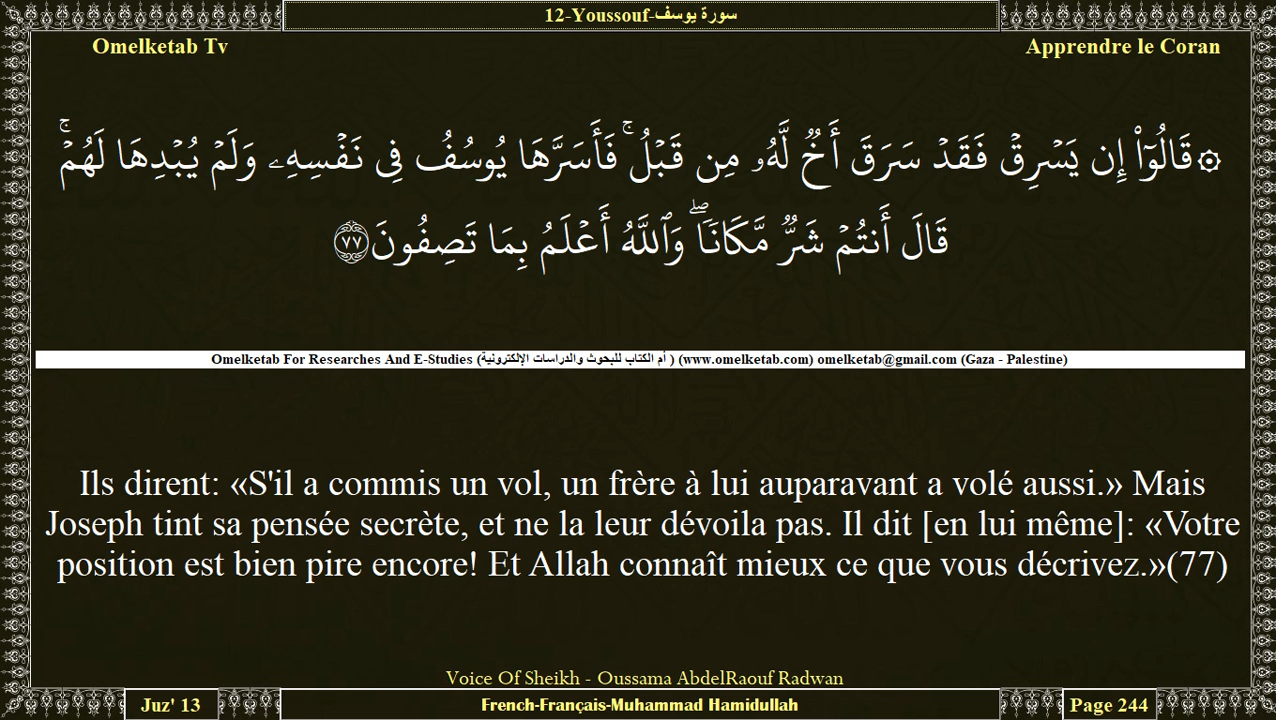 12-Youssouf-سورة يوسف
Omelketab Tv
Apprendre le Coran
۞ قَالُوٓا۟ إِن يَسْرِقْ فَقَدْ سَرَقَ أَخٌۭ لَّهُۥ مِن قَبْلُ ۚ فَأَسَرَّهَا يُوسُفُ فِى نَفْسِهِۦ وَلَمْ يُبْدِهَا لَهُمْ ۚ
قَالَ أَنتُمْ شَرٌّۭ مَّكَانًۭا ۖ وَٱللَّهُ أَعْلَمُ بِمَا تَصِفُونَ ٧٧
Omelketab For Researches And E-Studies (أم الكتاب للبحوث والدراسات الإلكترونية ) (www.omelketab.com) omelketab@gmail.com (Gaza - Palestine)
Ils dirent: «S'il a commis un vol, un frère à lui auparavant a volé aussi.» Mais
Joseph tint sa pensée secrète, et ne la leur dévoila pas. Il dit [en lui même]: «Votre
position est bien pire encore! Et Allah connaît mieux ce que vous décrivez.»(77)
Voice Of Sheikh - Oussama AbdelRaouf Radwan
Juz' 13
French-Français-Muhammad Hamidullah
Page 244